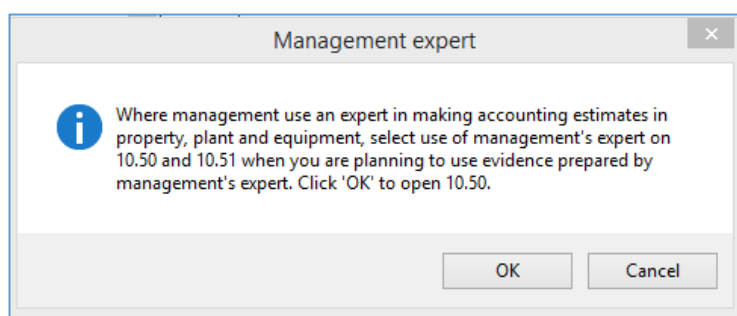 Management expert
Where management use an expert in making accounting estimates in
property, plant and equipment, select use of management's expert on
10.50 and 10.51 when you are planning to use evidence prepared by
management's expert. Click 'OK' to open 10.50.
OK
Cancel